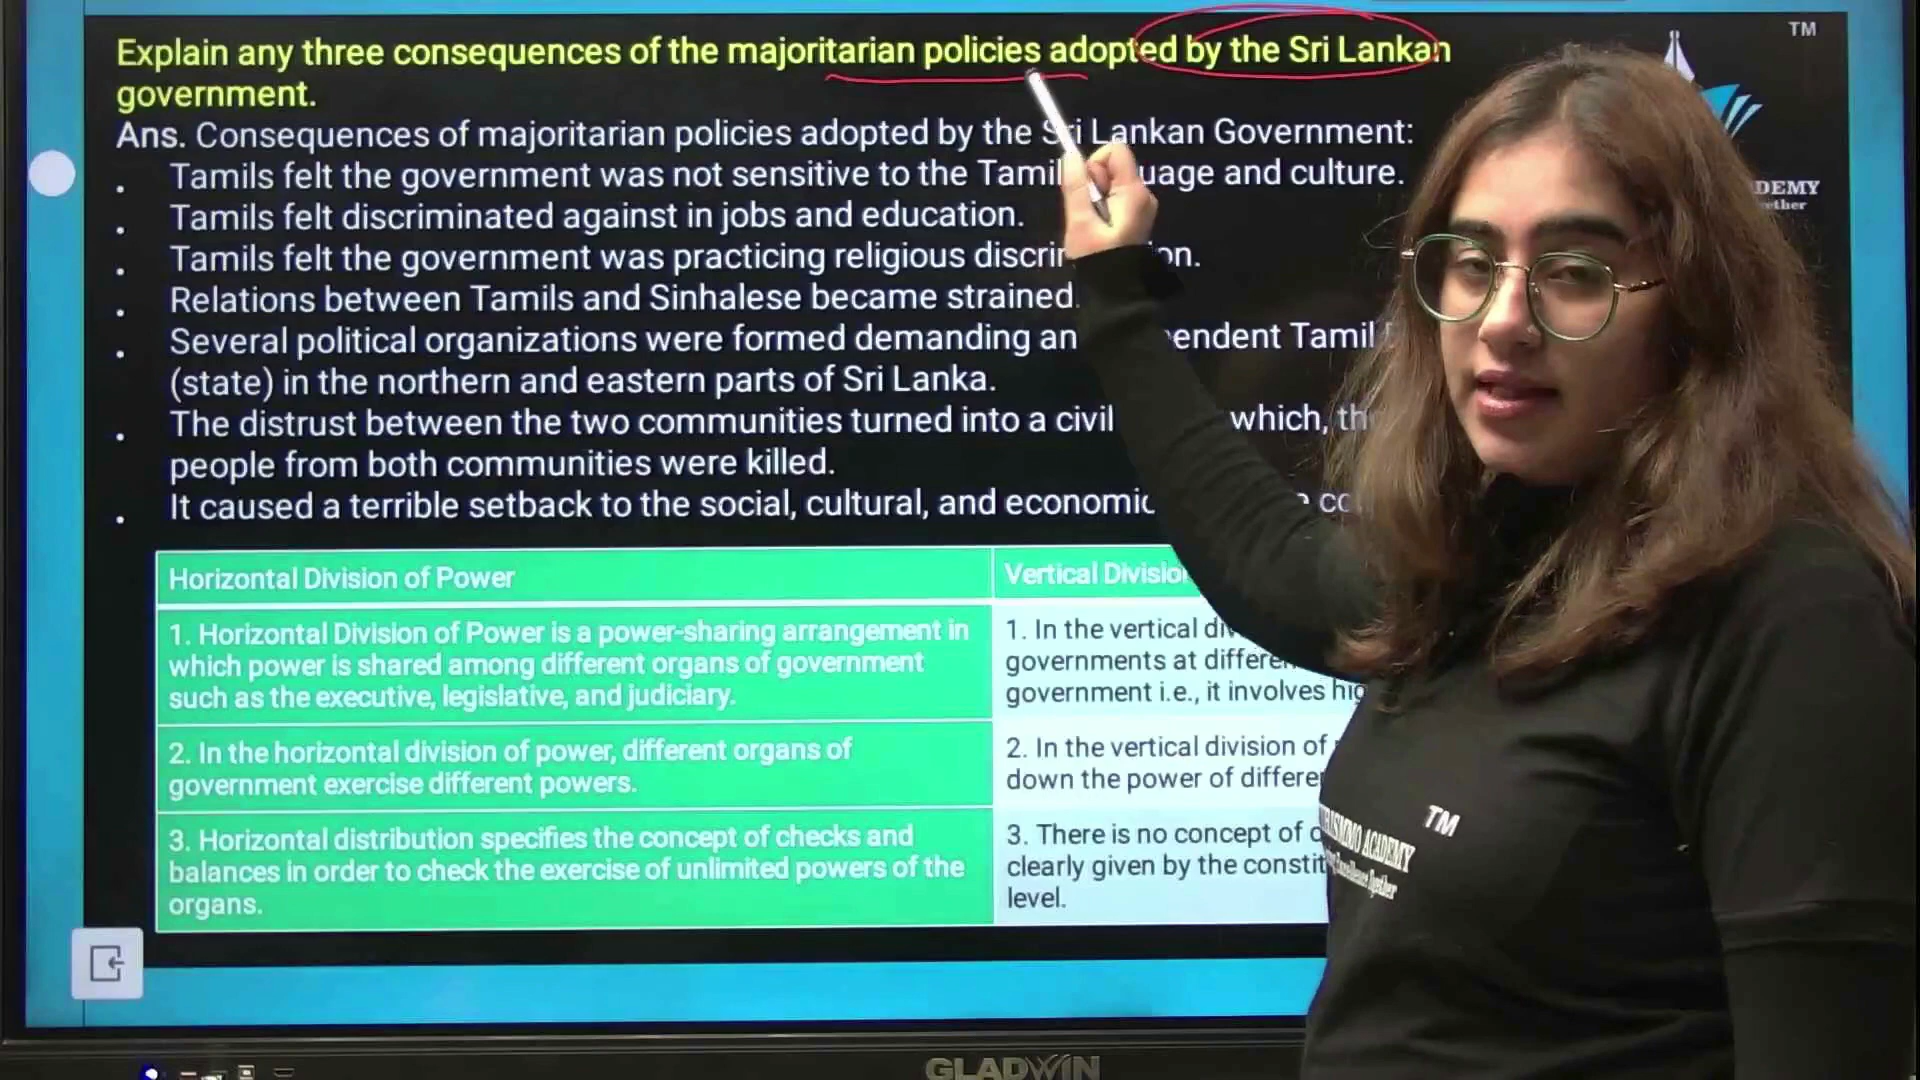 TM
Explain any three consequences of the majoritarian policies adopted by the Sri Lankan
government.
Ans. Consequences of majoritarian policies adopted by the Sri Lankan Government:
. Tamils felt the government was not sensitive to the Tamil and culture.
. Tamils felt discriminated against in jobs and education.
. Tamils felt the government was practicing religious
. Relations between Tamils and Sinhalese became strained.
. Several political organizations were formed demanding an Tamil
(state) in the northern and eastern parts of Sri Lanka.
. The distrust between the two communities turned into a civil which,
people from both communities were killed.
. It caused a terrible setback to the social, cultural, and economic
Horizontal Division of Power
1. Horizontal Division of Power is a power-sharing arrangement in
which power is shared among different organs of government
such as the executive, legislative, and judiciary.
2. In the horizontal division of power, different organs of
government exercise different powers.
3. Horizontal distribution specifies the concept of checks and
balances in order to check the exercise of unlimited powers of the
organs.
Vertical Division
1. In the vertical
governments at
government i.e., it involves
2. In the vertical division of
down the power of
3. There is no concept of
clearly given by the
level.
TM
ACADEMY
GLADWIN